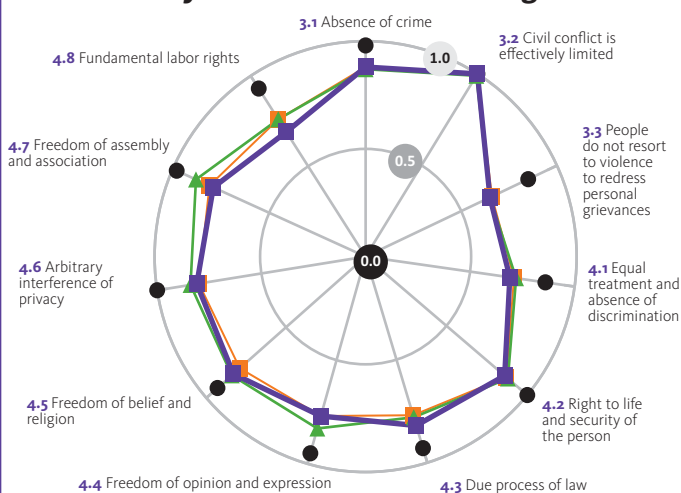 3.1 Absence of crime
3.2 Civil conflict is
effectively limited
1.0
4.8 Fundamental labor rights
3.3 People
do not resort
to violence
to redress
personal
grievances
0.5
4.7 Freedom of assembly
and association
0.0
4.6 Arbitrary
interference of
privacy
4.1 Equal
treatment and
absence of
discrimination
4.5 Freedom of belief and
religion
4.2 Right to life
and security of
the person
4.4 Freedom of opinion and expression
4.3 Due process of law